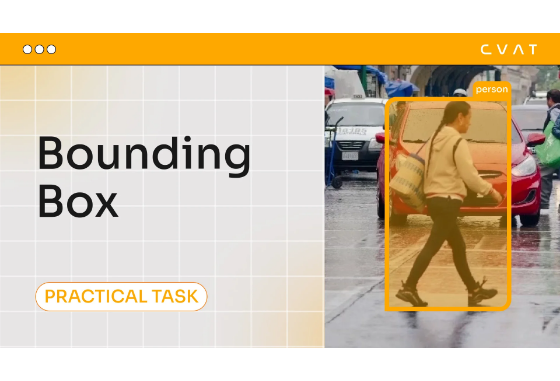 CVAT
person
Bounding
Box
PRACTICAL TASK